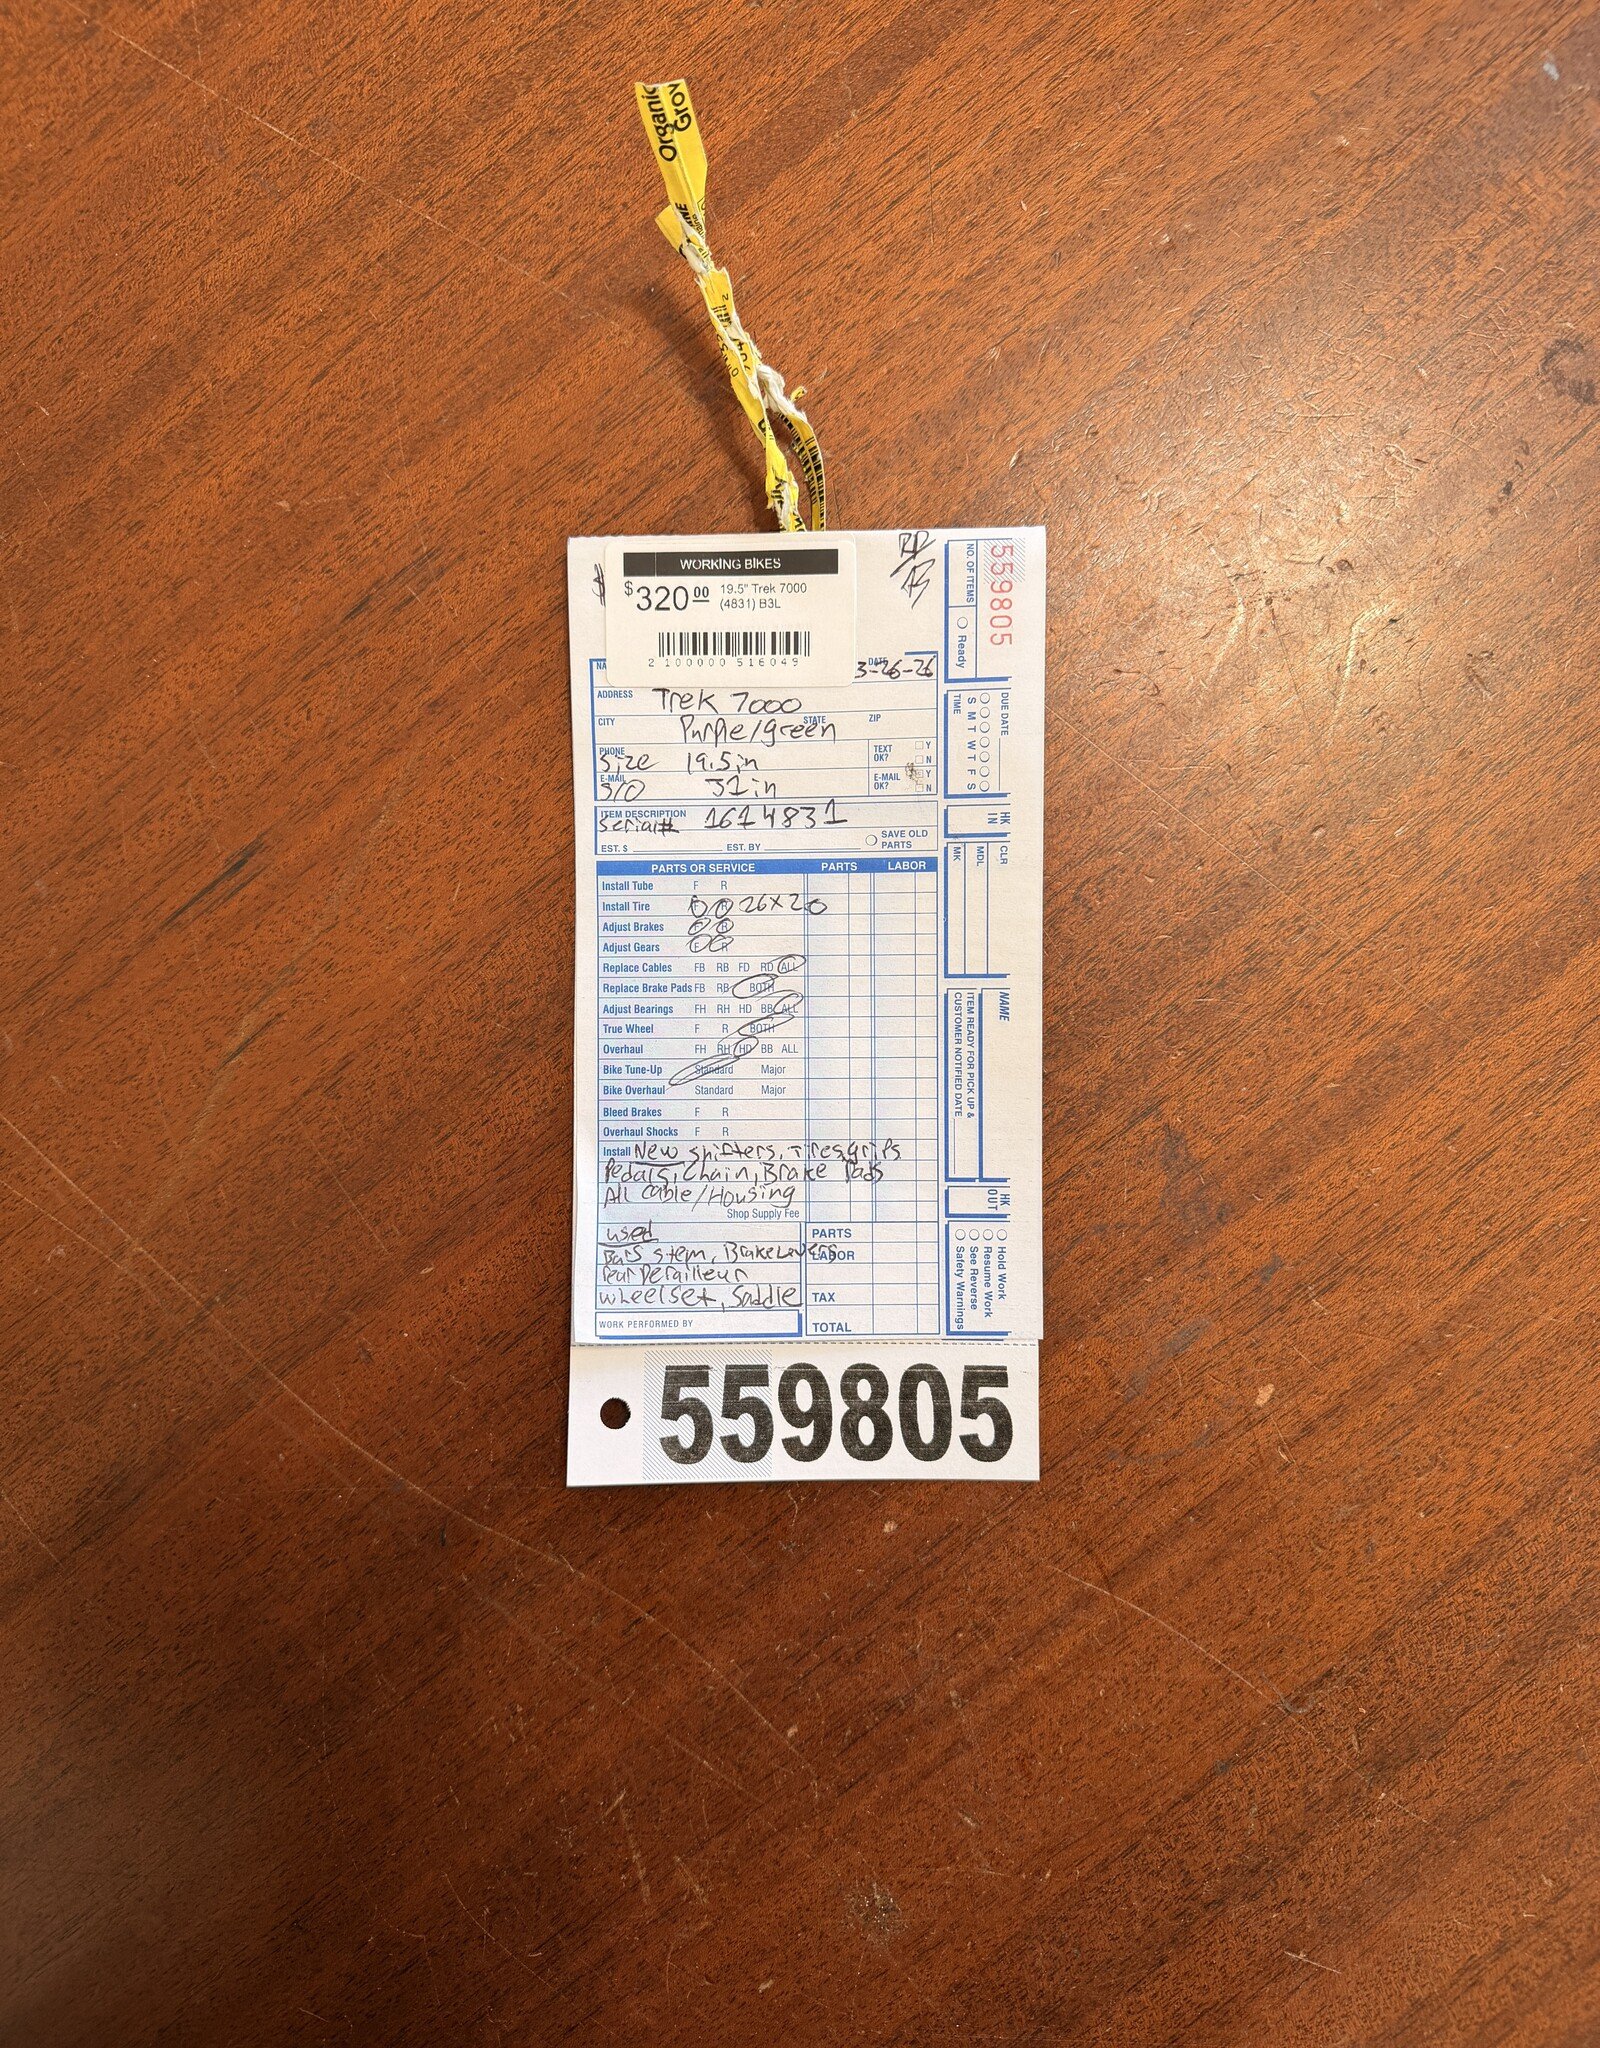 Organic
Grov
WORKING BIKES
$320.00 19.5" Trek 7000
(4831) B3L
2 100000 516049
$
559805
NO. OF ITEMS
Ready
DATE 3-26-26
ADDRESS Trek 7000
CITY STATE ZIP
Purple/green
PHONE
Size 19.5in
TEXT OK? Y N
E-MAIL
S/O 31in
E-MAIL OK? Y N
ITEM DESCRIPTION
Serial# 1614831
EST. $ EST. BY SAVE OLD PARTS
DUE DATE
S M T W T F S
TIME
HK IN
CLR
MDL
MK
PARTS OR SERVICE PARTS LABOR
Install Tube F R
Install Tire F R 26x2.0
Adjust Brakes F R
Adjust Gears F R
Replace Cables FB RB FD RD ALL
Replace Brake Pads FB RB BOTH
Adjust Bearings FH RH HD BB ALL
True Wheel F R BOTH
Overhaul FH RH HD BB ALL
Bike Tune-Up Standard Major
Bike Overhaul Standard Major
Bleed Brakes F R
Overhaul Shocks F R
Install New shifters, Tires, grips
Pedals, Chain, Brake Pads
All Cable/Housing
Shop Supply Fee
used
Bars stem, Brake Levers
rear Derailleur
wheelset, Saddle
WORK PERFORMED BY
PARTS
LABOR
TAX
TOTAL
NAME
ITEM READY FOR PICK UP &
CUSTOMER NOTIFIED DATE
HK OUT
Hold Work
Resume Work
See Reverse
Safety Warnings
559805